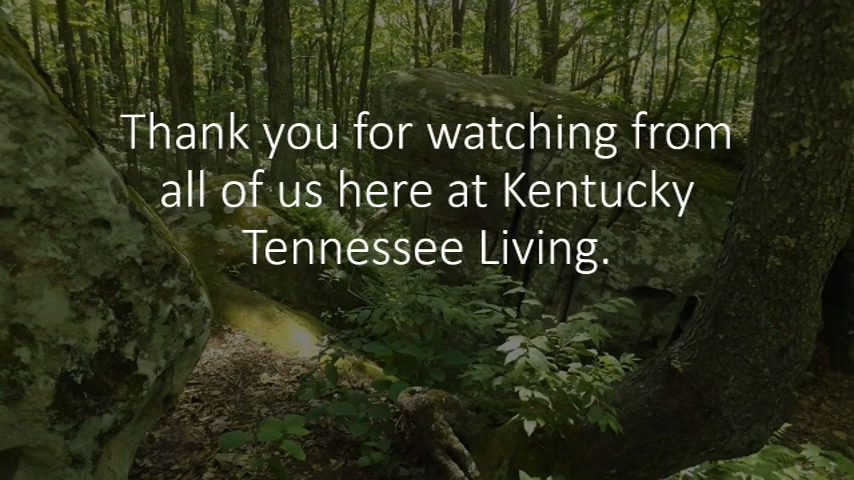 Thank you for watching from
all of us here at Kentucky
Tennessee Living.